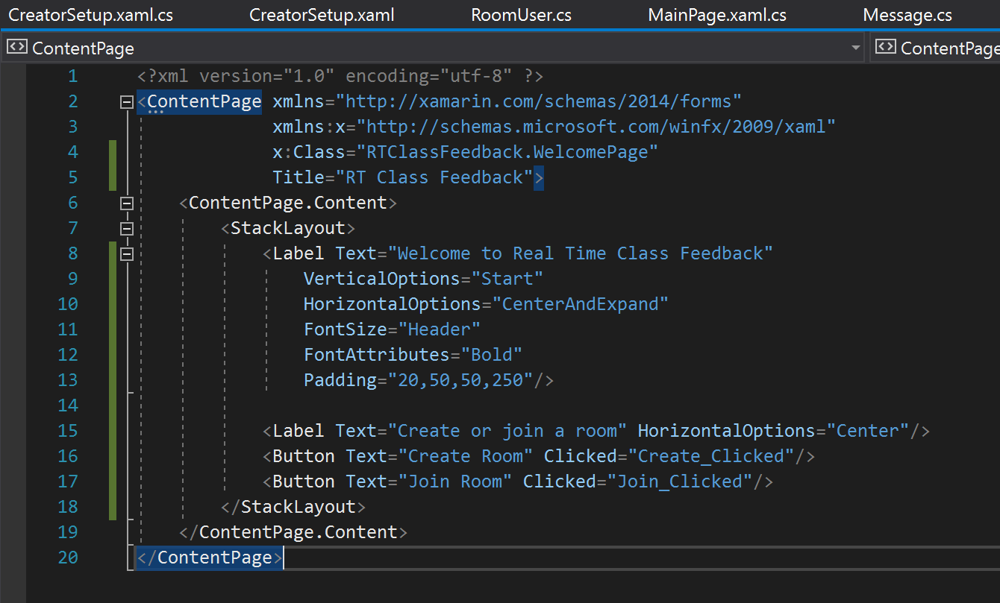 CreatorSetup.xaml.cs CreatorSetup.xaml RoomUser.cs MainPage.xaml.cs Message.cs
ContentPage ContentPage
1 <?xml version="1.0" encoding="utf-8" ?>
2 <ContentPage xmlns="http://xamarin.com/schemas/2014/forms"
3 xmlns:x="http://schemas.microsoft.com/winfx/2009/xaml"
4 x:Class="RTClassFeedback.WelcomePage"
5 Title="RT Class Feedback">
6 <ContentPage.Content>
7 <StackLayout>
8 <Label Text="Welcome to Real Time Class Feedback"
9 VerticalOptions="Start"
10 HorizontalOptions="CenterAndExpand"
11 FontSize="Header"
12 FontAttributes="Bold"
13 Padding="20,50,50,250"/>
14
15 <Label Text="Create or join a room" HorizontalOptions="Center"/>
16 <Button Text="Create Room" Clicked="Create_Clicked"/>
17 <Button Text="Join Room" Clicked="Join_Clicked"/>
18 </StackLayout>
19 </ContentPage.Content>
20 </ContentPage>